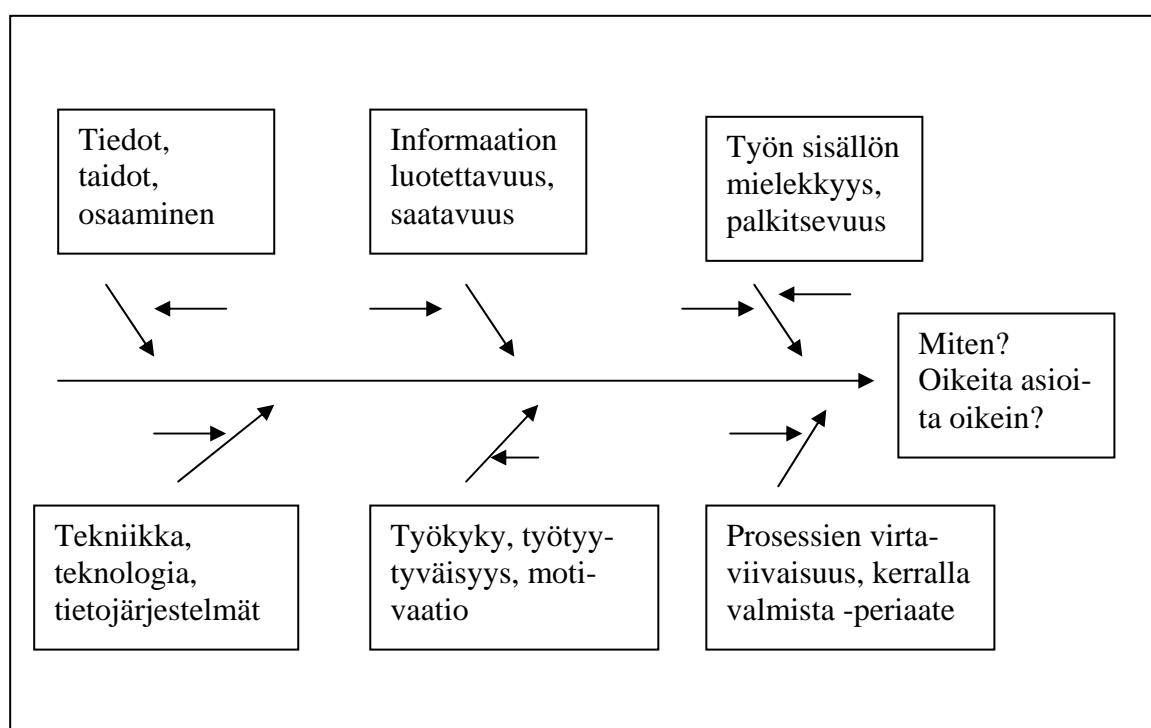 Tiedot,
taidot,
osaaminen
Informaation
luotettavuus,
saatavuus
Työn sisällön
mielekkyys,
palkitsevuus
Miten?
Oikeita asioi-
ta oikein?
Tekniikka,
teknologia,
tietojärjestelmät
Työkyky, työtyy-
tyväisyys, moti-
vaatio
Prosessien virta-
viivaisuus, kerralla
valmista -periaate